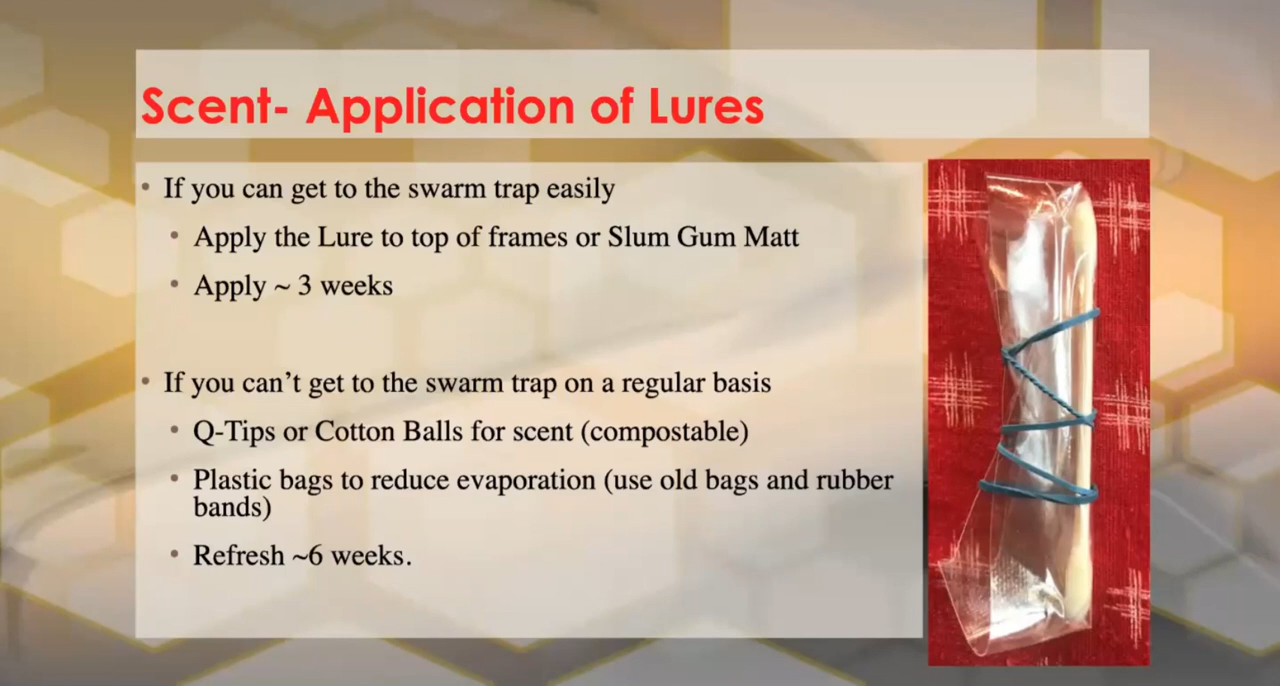 Scent- Application of Lures
• If you can get to the swarm trap easily
• Apply the Lure to top of frames or Slum Gum Matt
• Apply ~ 3 weeks
• If you can’t get to the swarm trap on a regular basis
• Q-Tips or Cotton Balls for scent (compostable)
• Plastic bags to reduce evaporation (use old bags and rubber
bands)
• Refresh ~6 weeks.